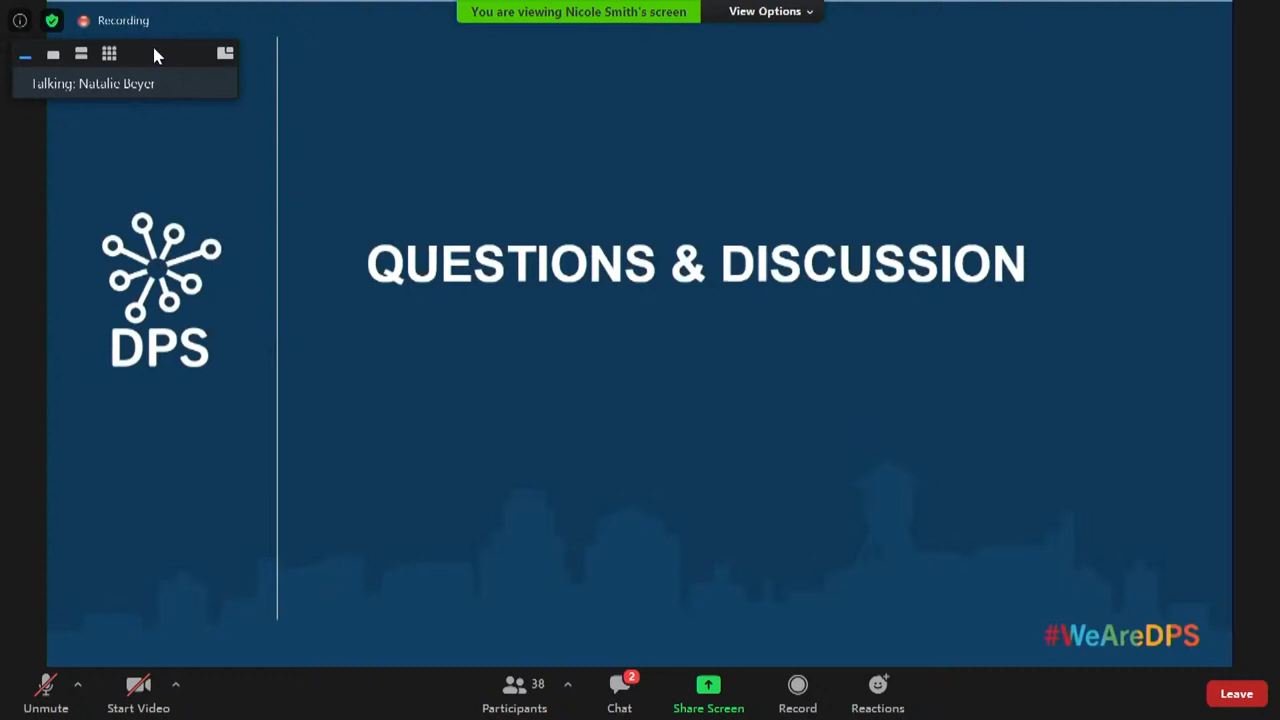 Recording
You are viewing Nicole Smith's screen
View Options
Talking: Natalie Beyer
QUESTIONS & DISCUSSION
DPS
#WeAreDPS
Unmute
Start Video
38
Participants
2
Chat
Share Screen
Record
Reactions
Leave